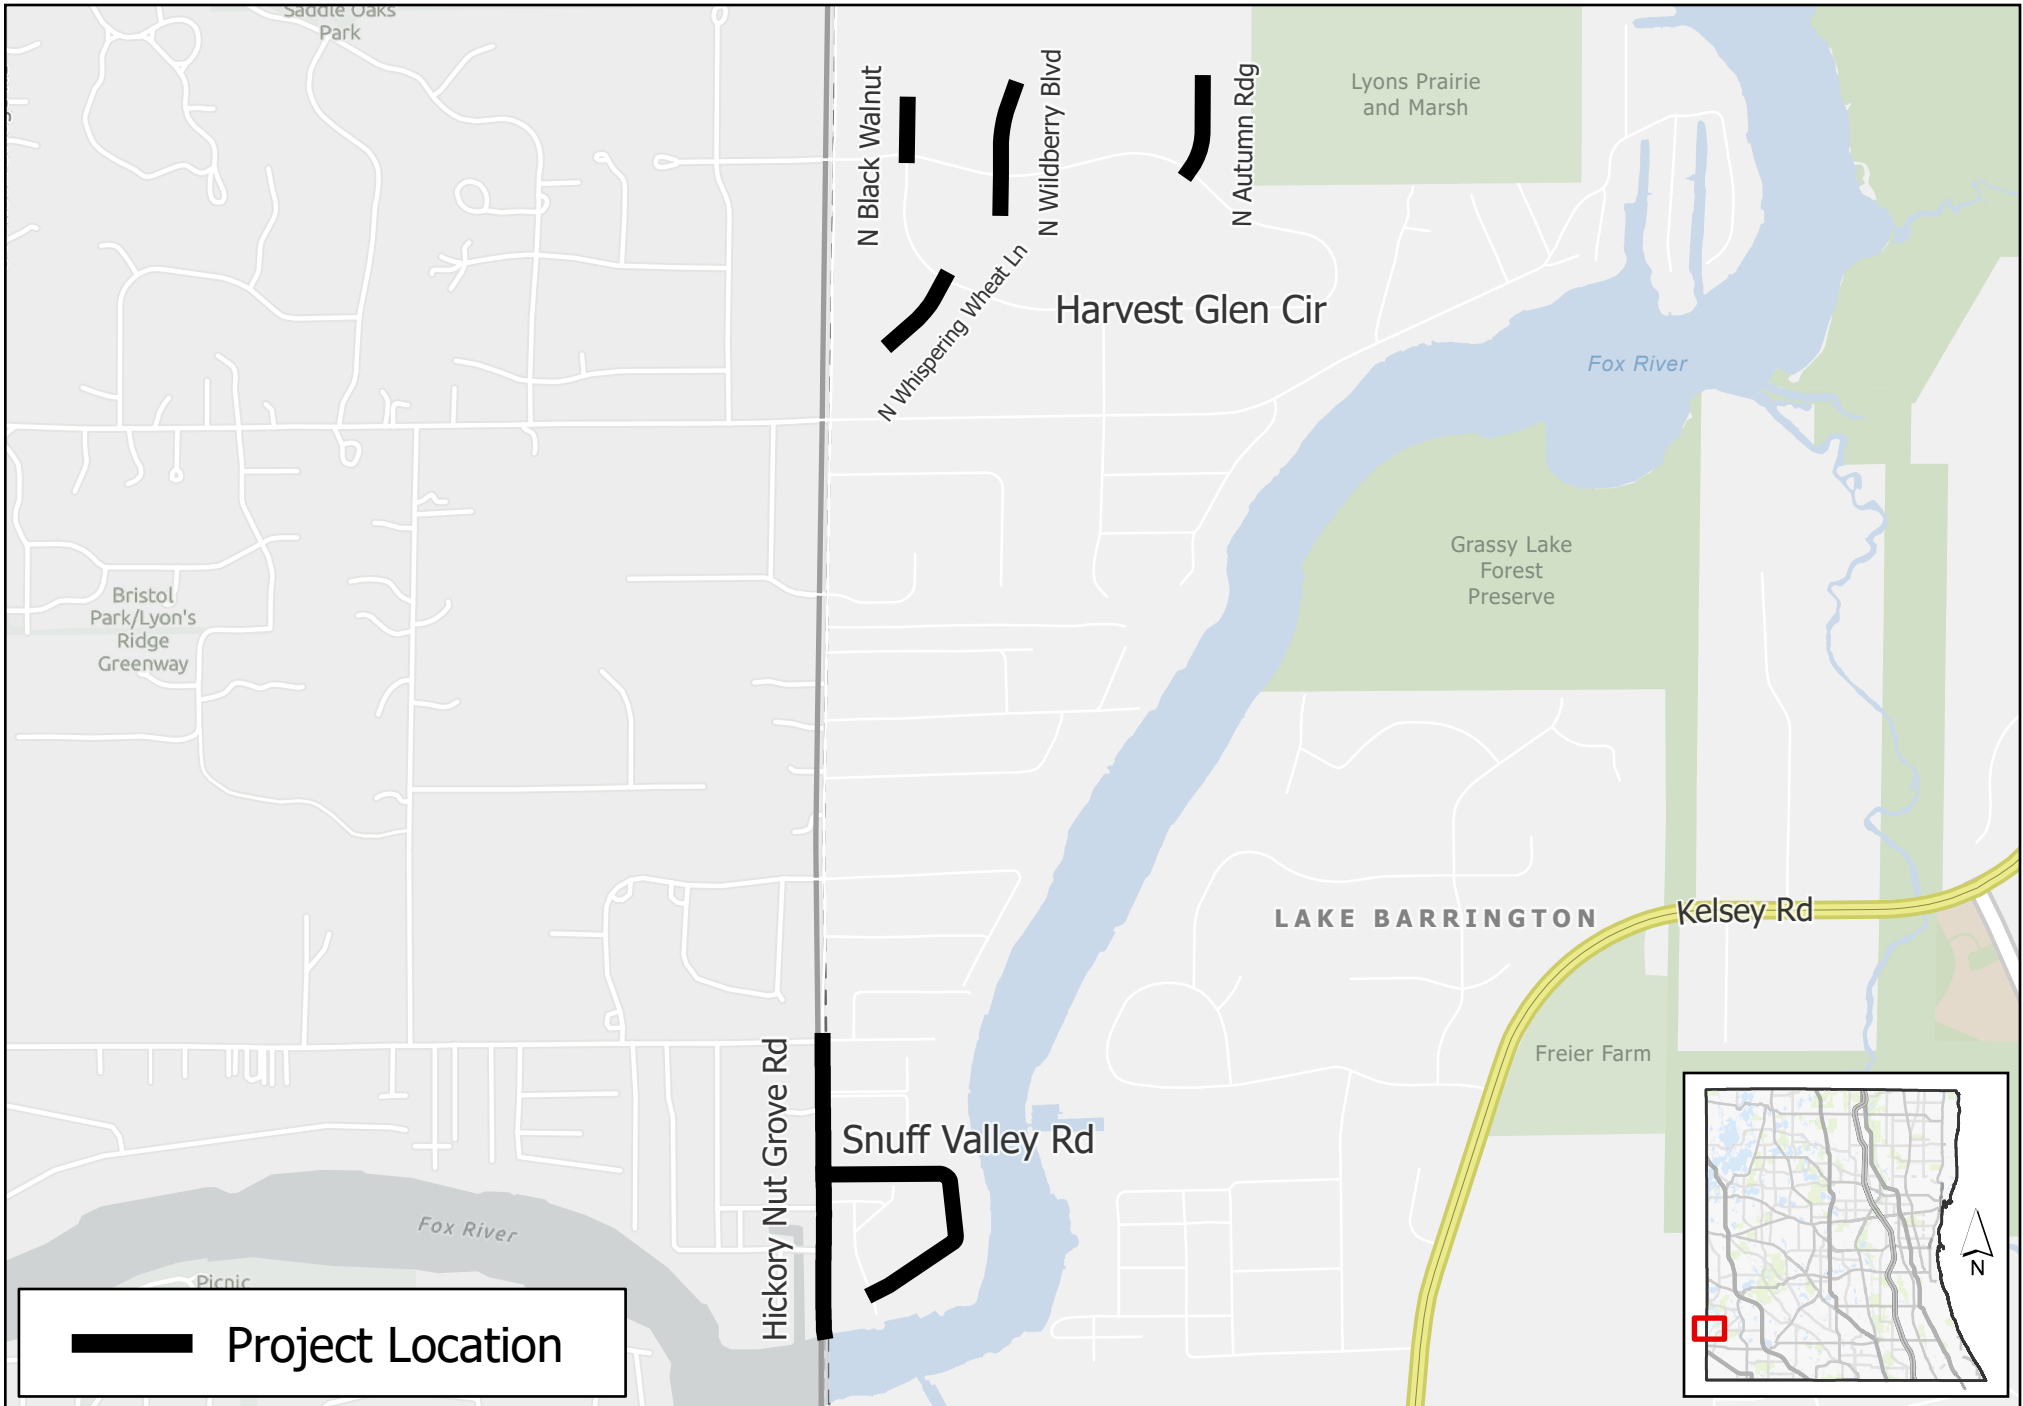 Saddle Oaks
Park
N Black Walnut
N Wildberry Blvd
N Autumn Rdg
Lyons Prairie
and Marsh
N Whispering Wheat Ln
Harvest Glen Cir
Fox River
Grassy Lake
Forest
Preserve
Bristol
Park/Lyon's
Ridge
Greenway
LAKE BARRINGTON
Kelsey Rd
Freier Farm
Hickory Nut Grove Rd
Snuff Valley Rd
Fox River
Picnic
Project Location
N